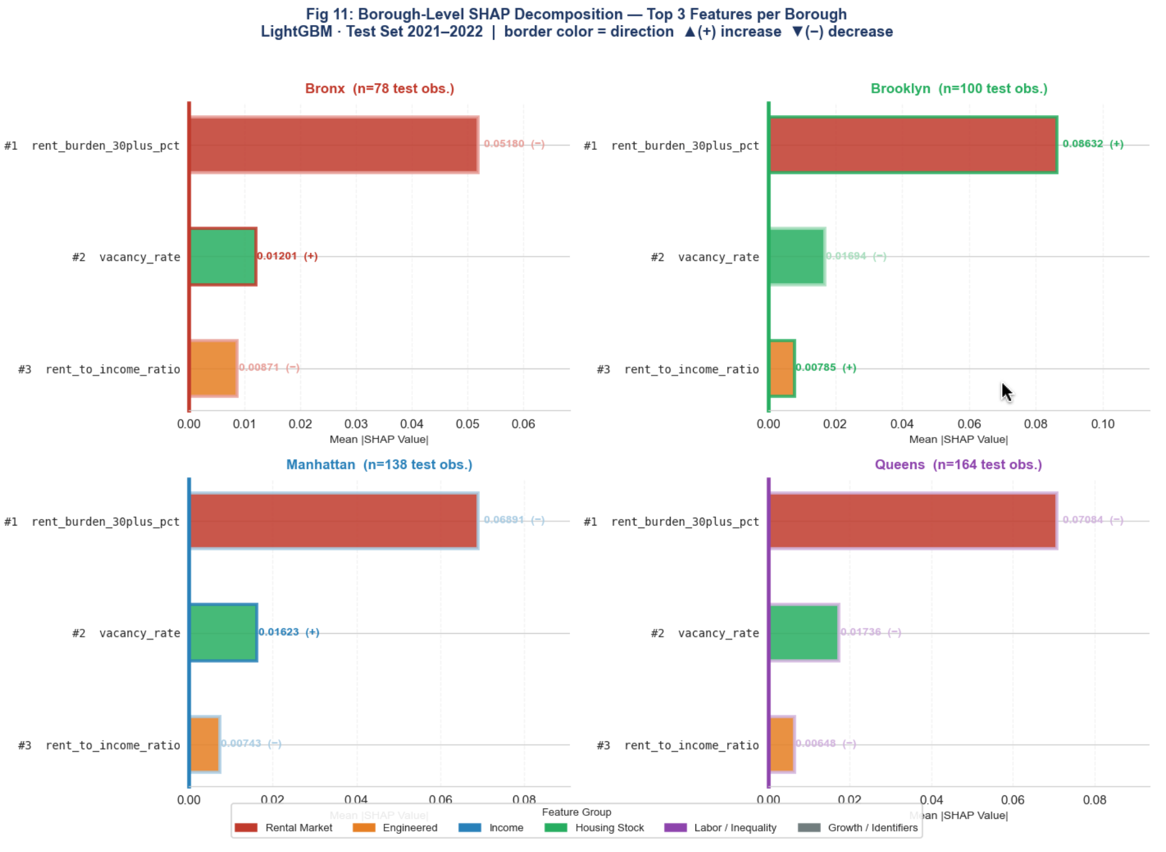 Fig 11: Borough-Level SHAP Decomposition — Top 3 Features per Borough
LightGBM · Test Set 2021–2022 | border color = direction ▲(+) increase ▼(−) decrease
Bronx (n=78 test obs.)
#1 rent_burden_30plus_pct
0.05180 (−)
#2 vacancy_rate
0.01201 (+)
#3 rent_to_income_ratio
0.00871 (−)
0.00 0.01 0.02 0.03 0.04 0.05 0.06
Mean |SHAP Value|
Brooklyn (n=100 test obs.)
#1 rent_burden_30plus_pct
0.08632 (+)
#2 vacancy_rate
0.01694 (−)
#3 rent_to_income_ratio
0.00785 (+)
0.00 0.02 0.04 0.06 0.08 0.10
Mean |SHAP Value|
Manhattan (n=138 test obs.)
#1 rent_burden_30plus_pct
0.06891 (−)
#2 vacancy_rate
0.01623 (+)
#3 rent_to_income_ratio
0.00743 (−)
0.00 0.02 0.04 0.06 0.08
Mean |SHAP Value|
Queens (n=164 test obs.)
#1 rent_burden_30plus_pct
0.07084 (−)
#2 vacancy_rate
0.01736 (−)
#3 rent_to_income_ratio
0.00648 (−)
0.00 0.02 0.04 0.06 0.08
Mean |SHAP Value|
Feature Group
Rental Market Engineered Income Housing Stock Labor / Inequality Growth / Identifiers